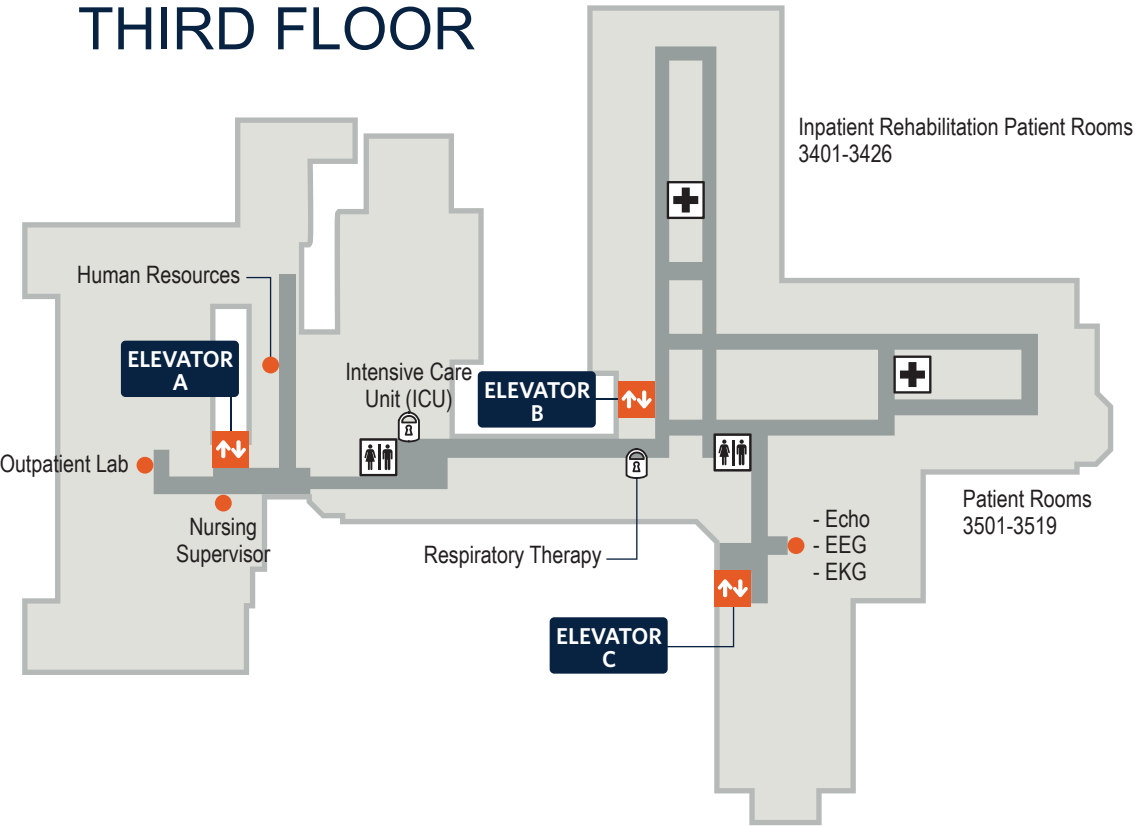 THIRD FLOOR
Inpatient Rehabilitation Patient Rooms
3401-3426
Human Resources
ELEVATOR
A
Intensive Care
Unit (ICU)
ELEVATOR
B
Outpatient Lab
Nursing
Supervisor
Respiratory Therapy
Patient Rooms
3501-3519
- Echo
- EEG
- EKG
ELEVATOR
C